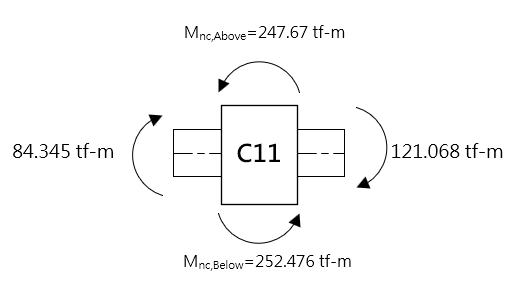 Mnc,Above=247.67 tf-m
84.345 tf-m
C11
121.068 tf-m
Mnc,Below=252.476 tf-m